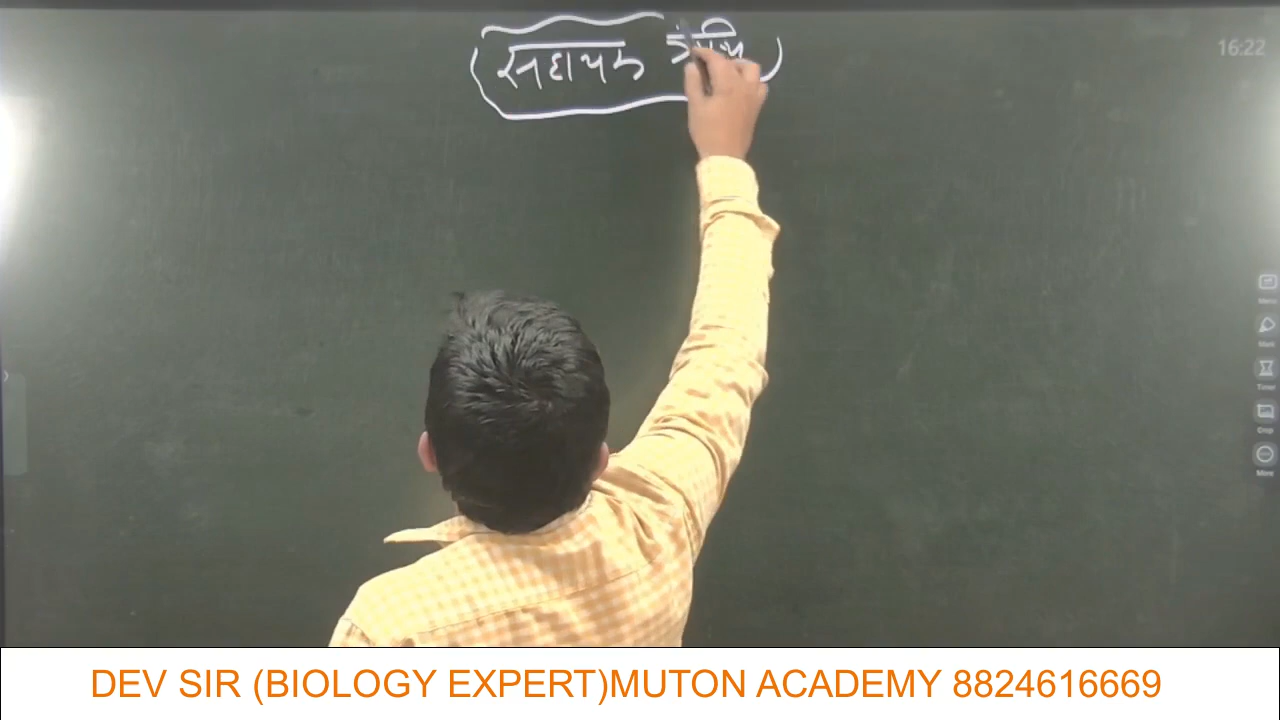 सहायक
16:22
DEV SIR (BIOLOGY EXPERT)MUTON ACADEMY 8824616669